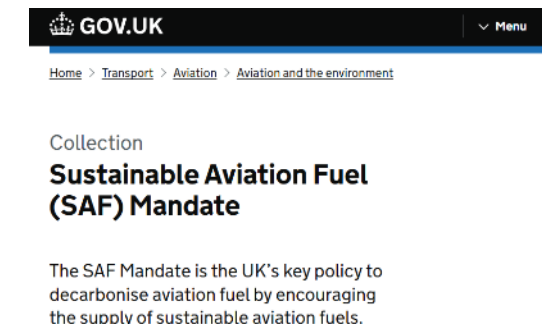 GOV.UK
Menu
Home > Transport > Aviation > Aviation and the environment
Collection
Sustainable Aviation Fuel
(SAF) Mandate
The SAF Mandate is the UK’s key policy to
decarbonise aviation fuel by encouraging
the supply of sustainable aviation fuels.